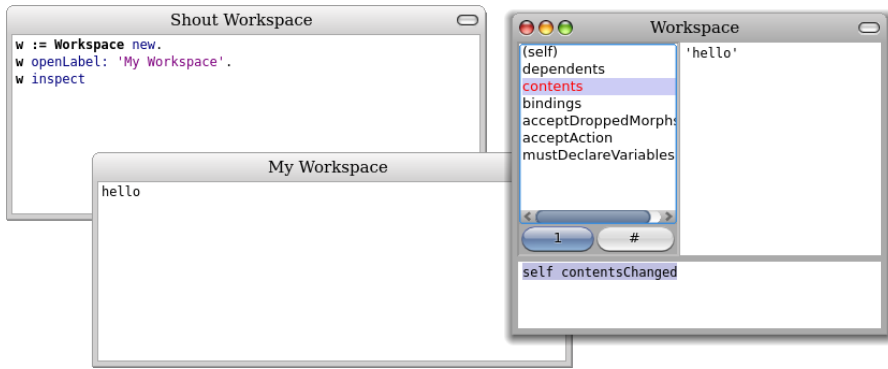 Shout Workspace
w := Workspace new.
w openLabel: 'My Workspace'.
w inspect
My Workspace
hello
Workspace
(self)
dependents
contents
bindings
acceptDroppedMorphs
acceptAction
mustDeclareVariables
1
#
'hello'
self contentsChanged